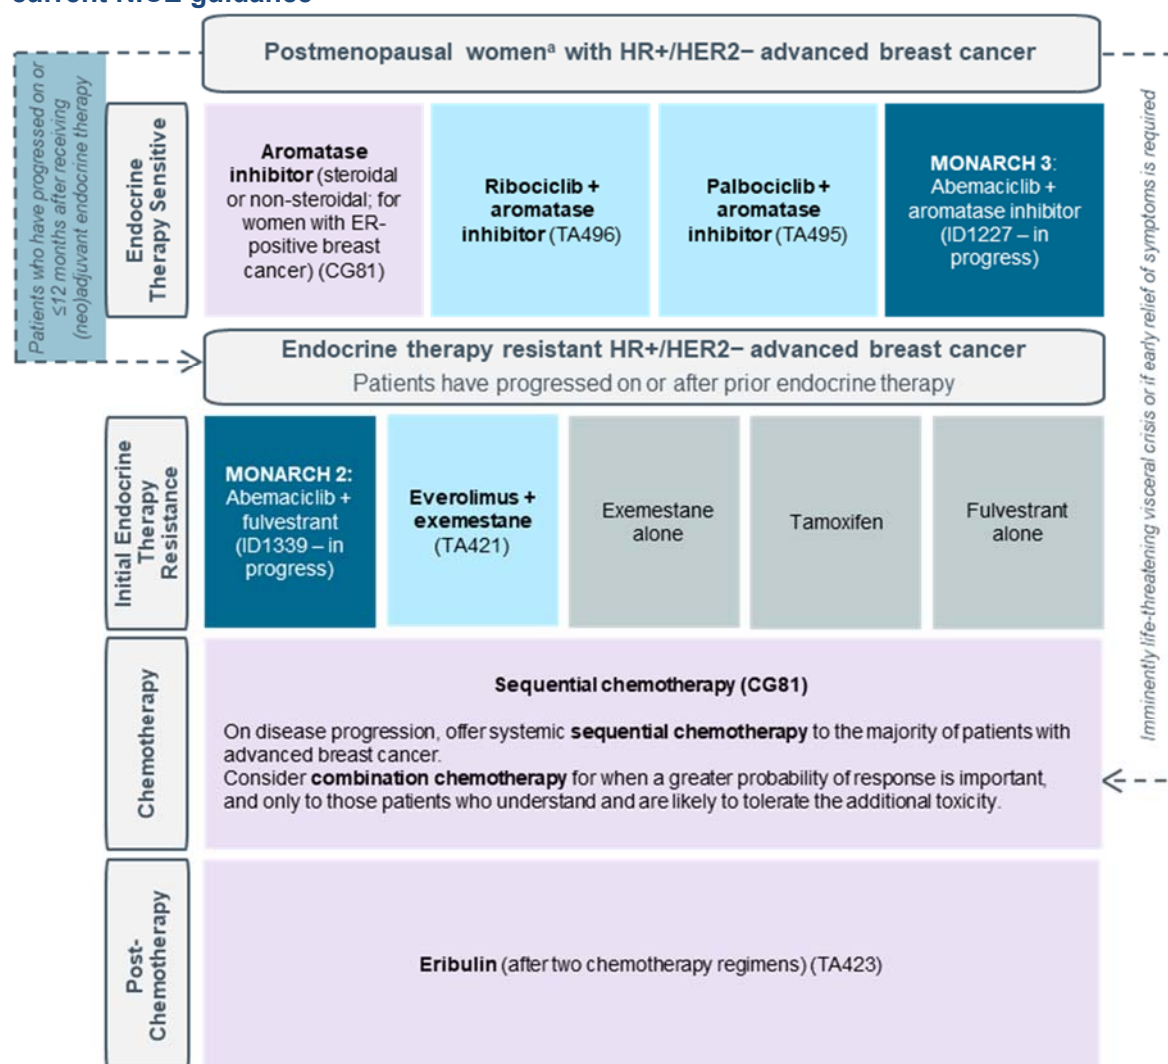 current NICE guidance
Postmenopausal womenᵃ with HR+/HER2− advanced breast cancer
Patients who have progressed on or
≤12 months after receiving
(neo)adjuvant endocrine therapy
Endocrine
Therapy Sensitive
Aromatase
inhibitor (steroidal
or non-steroidal; for
women with ER-
positive breast
cancer) (CG81)
Ribociclib +
aromatase
inhibitor (TA496)
Palbociclib +
aromatase
inhibitor (TA495)
MONARCH 3:
Abemaciclib +
aromatase inhibitor
(ID1227 – in
progress)
Imminently life-threatening visceral crisis or if early relief of symptoms is required
Endocrine therapy resistant HR+/HER2− advanced breast cancer
Patients have progressed on or after prior endocrine therapy
Initial Endocrine
Therapy
Resistance
MONARCH 2:
Abemaciclib +
fulvestrant
(ID1339 – in
progress)
Everolimus +
exemestane
(TA421)
Exemestane
alone
Tamoxifen
Fulvestrant
alone
Chemotherapy
Sequential chemotherapy (CG81)
On disease progression, offer systemic sequential chemotherapy to the majority of patients with
advanced breast cancer.
Consider combination chemotherapy for when a greater probability of response is important,
and only to those patients who understand and are likely to tolerate the additional toxicity.
Post-
Chemotherapy
Eribulin (after two chemotherapy regimens) (TA423)